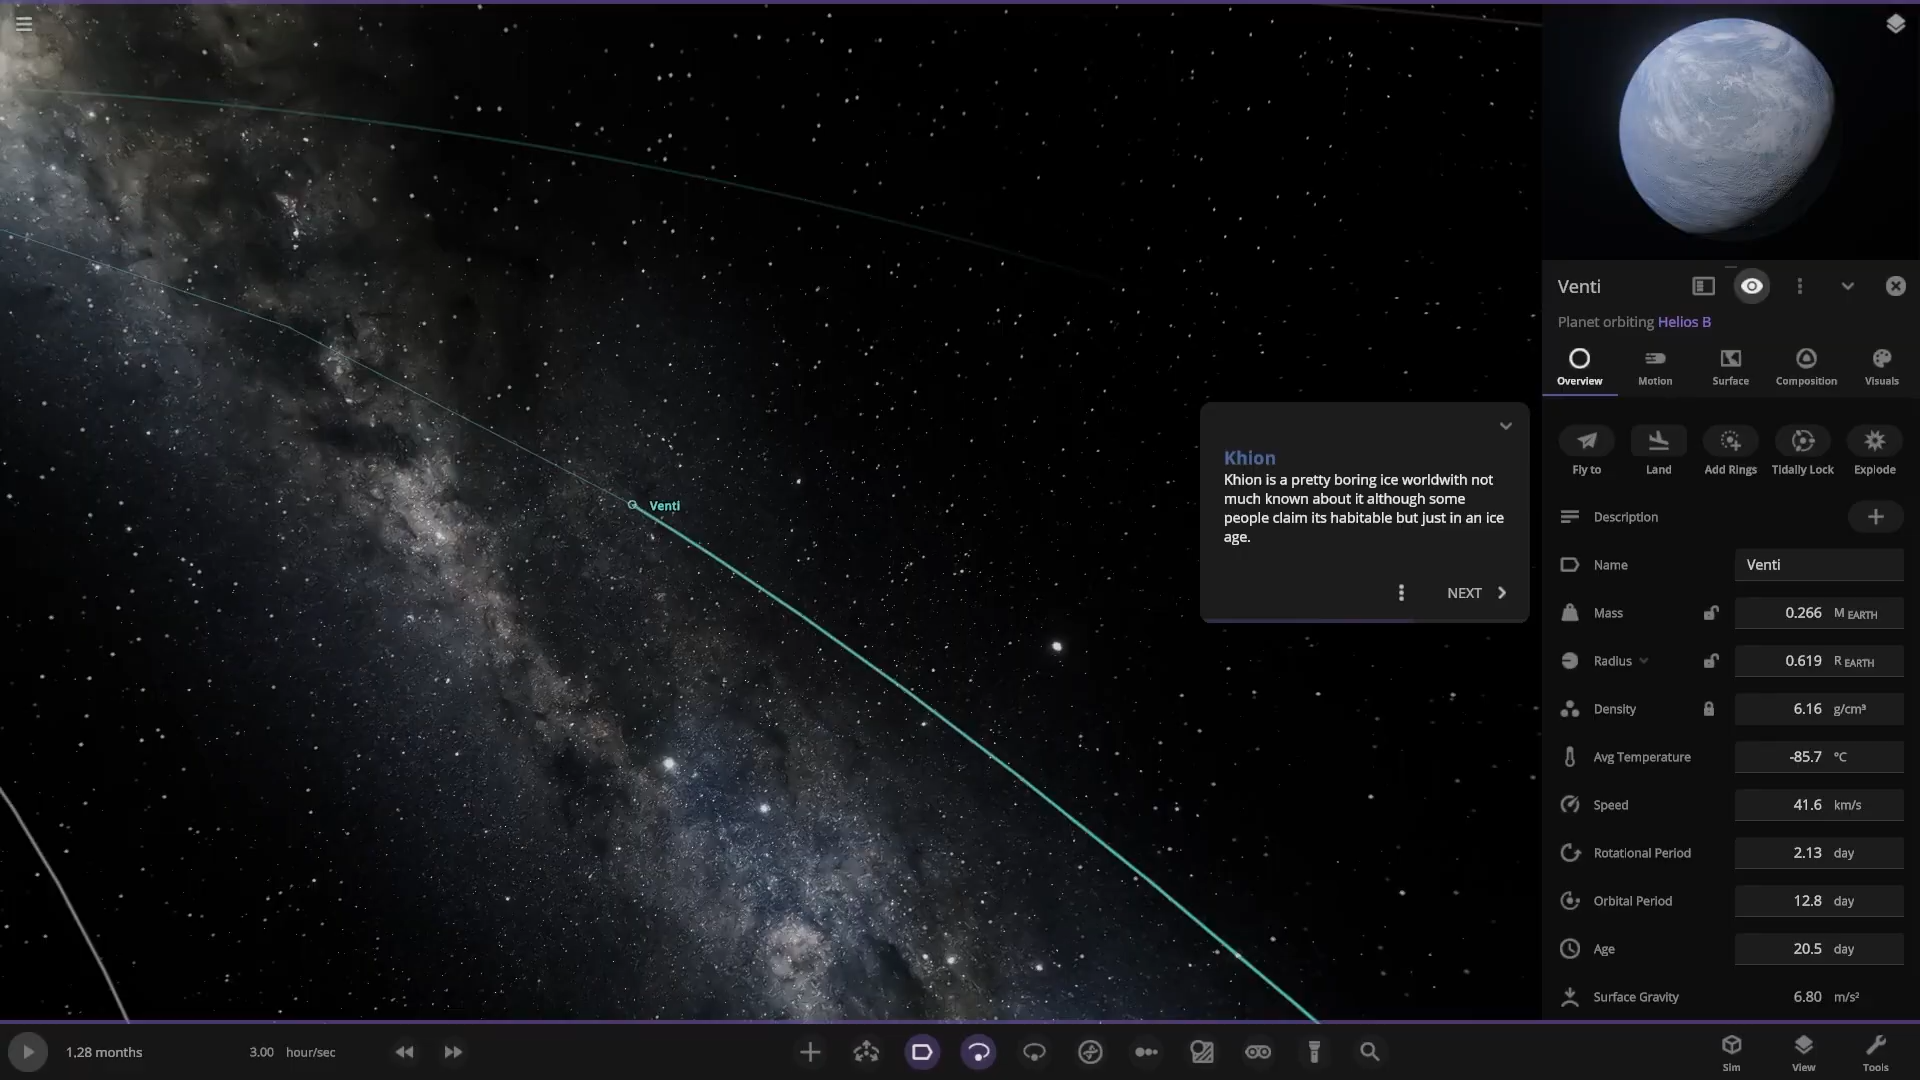 Venti
Planet orbiting Helios B
Overview
Motion
Surface
Composition
Visuals
Fly to
Land
Add Rings
Tidally Lock
Explode
Khion
Khion is a pretty boring ice worldwith not
much known about it although some
people claim its habitable but just in an ice
age.
NEXT
Venti
Description
Name Venti
Mass 0.266 M EARTH
Radius 0.619 R EARTH
Density 6.16 g/cm³
Avg Temperature -85.7 °C
Speed 41.6 km/s
Rotational Period 2.13 day
Orbital Period 12.8 day
Age 20.5 day
Surface Gravity 6.80 m/s²
1.28 months
3.00 hour/sec
Sim
View
Tools